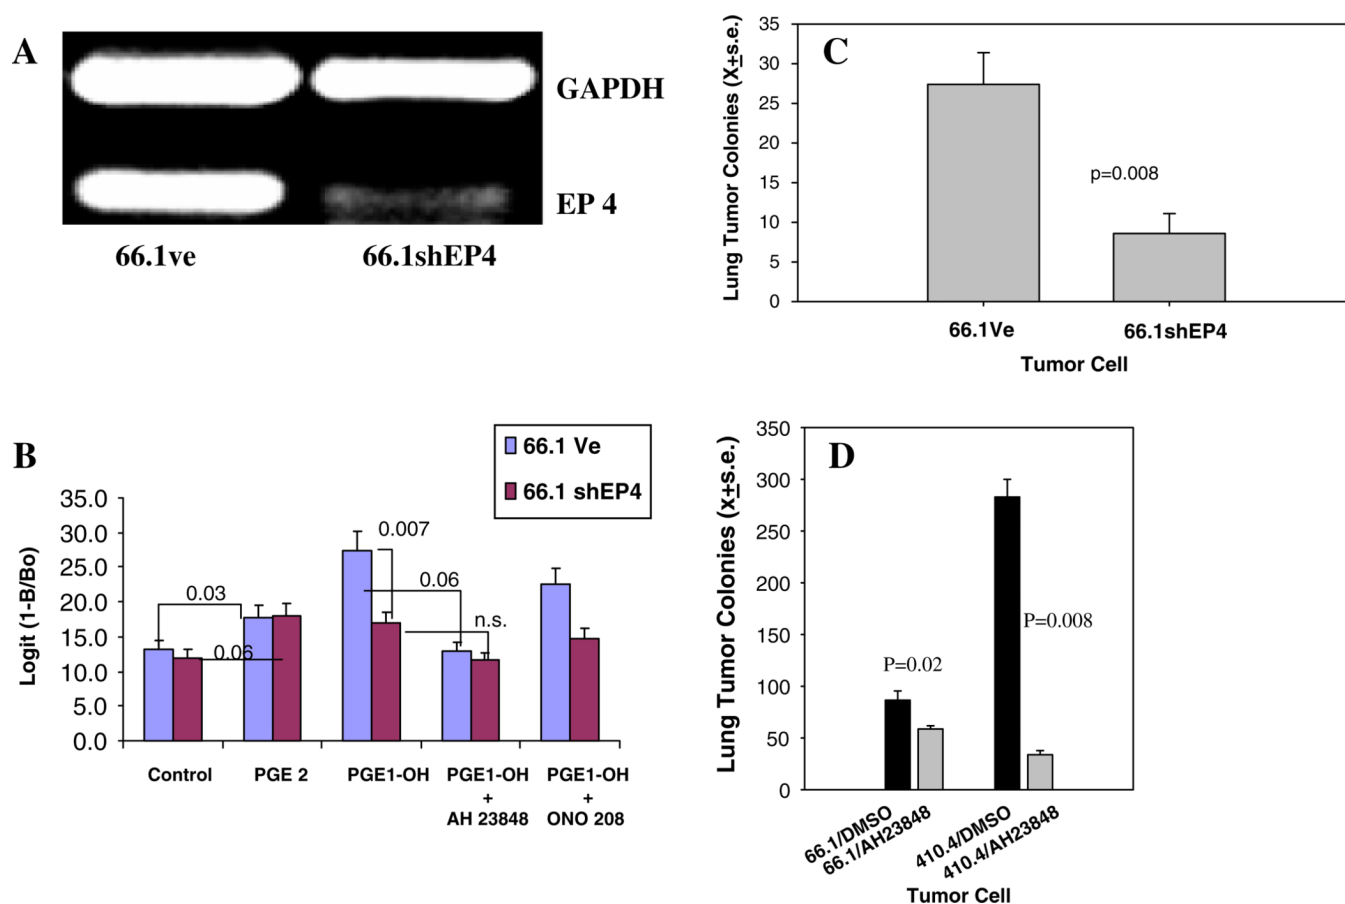 A
GAPDH
EP 4
66.1ve
66.1shEP4
B
66.1 Ve
66.1 shEP4
Logit (1-B/Bo)
35.0
30.0
25.0
20.0
15.0
10.0
5.0
0.0
0.03
0.06
0.007
0.06
n.s.
Control
PGE 2
PGE1-OH
PGE1-OH
+
AH 23848
PGE1-OH
+
ONO 208
C
Lung Tumor Colonies (X±s.e.)
35
30
25
20
15
10
5
0
p=0.008
66.1Ve
66.1shEP4
Tumor Cell
D
Lung Tumor Colonies (x±s.e.)
350
300
250
200
150
100
50
0
P=0.02
P=0.008
66.1/DMSO
66.1/AH23848
410.4/DMSO
410.4/AH23848
Tumor Cell